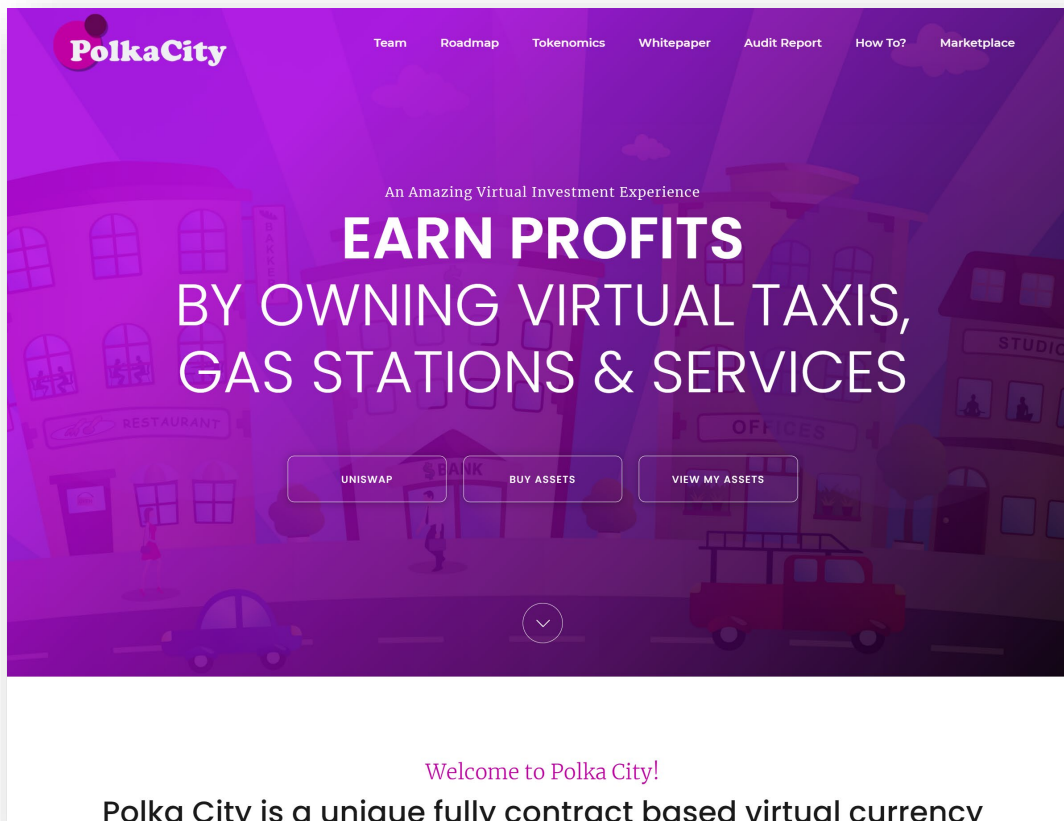 PolkaCity
Team Roadmap Tokenomics Whitepaper Audit Report How To? Marketplace
An Amazing Virtual Investment Experience
EARN PROFITS
BY OWNING VIRTUAL TAXIS,
GAS STATIONS & SERVICES
BAKKE
STUDIO
RESTAURANT
OFFICES
$ BANK
UNISWAP BUY ASSETS VIEW MY ASSETS
Welcome to Polka City!
Polka City is a unique fully contract based virtual currency